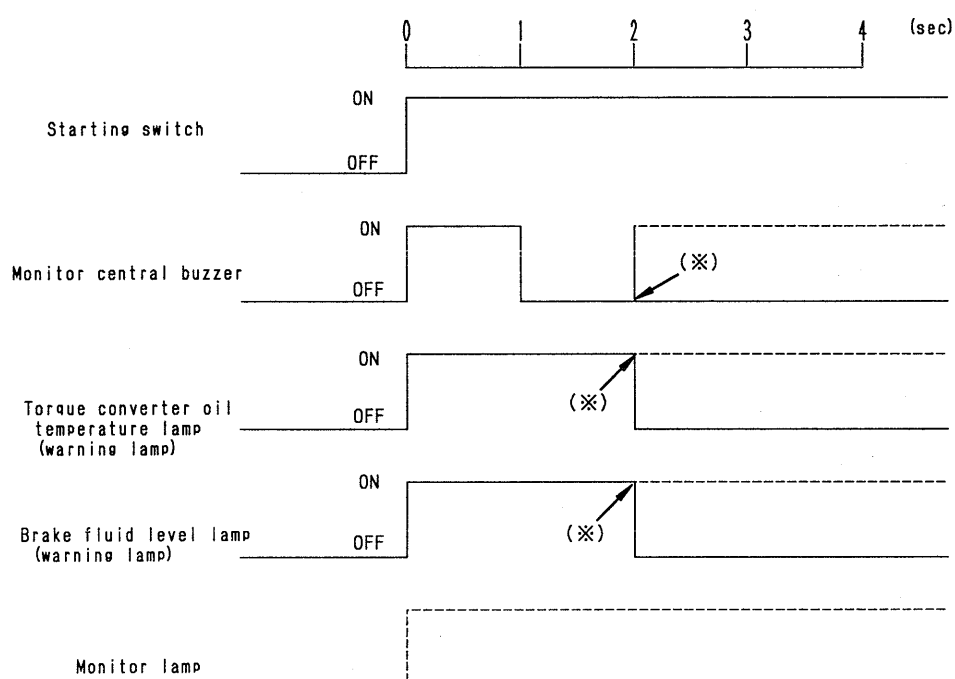 0 1 2 3 4 (sec)
ON
Starting switch
OFF
ON
(※)
Monitor central buzzer
OFF
ON
(※)
Torque converter oil
temperature lamp
(warning lamp)
OFF
ON
(※)
Brake fluid level lamp
(warning lamp)
OFF
Monitor lamp